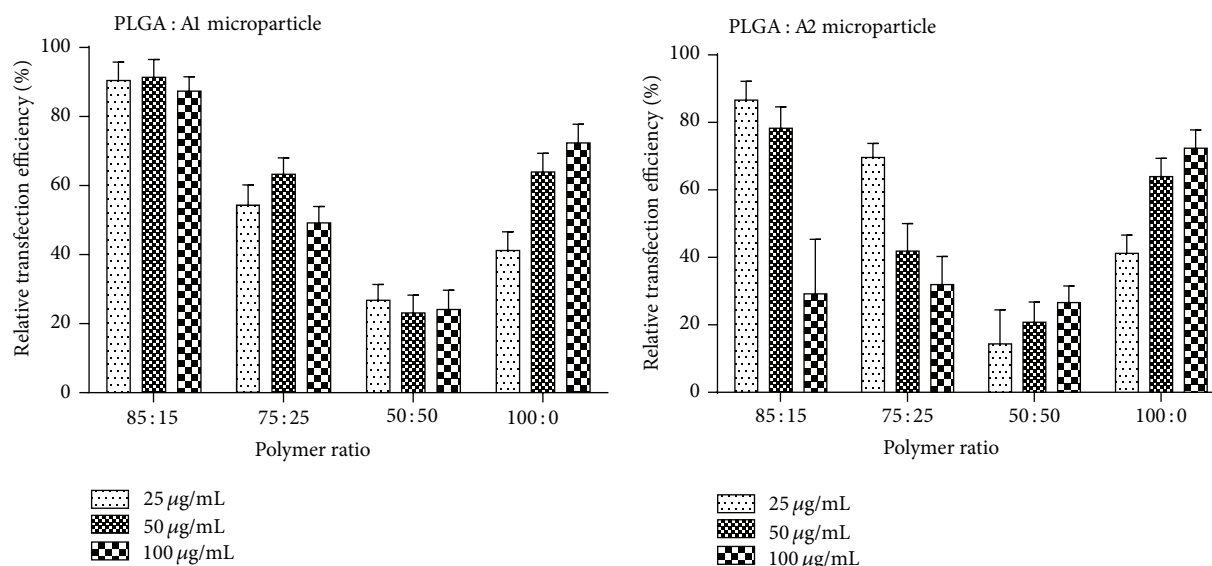 PLGA : A1 microparticle
Relative transfection efficiency (%)
100
80
60
40
20
0
85 : 15
75 : 25
50 : 50
100 : 0
Polymer ratio
25 μg/mL
50 μg/mL
100 μg/mL
PLGA : A2 microparticle
Relative transfection efficiency (%)
100
80
60
40
20
0
85 : 15
75 : 25
50 : 50
100 : 0
Polymer ratio
25 μg/mL
50 μg/mL
100 μg/mL